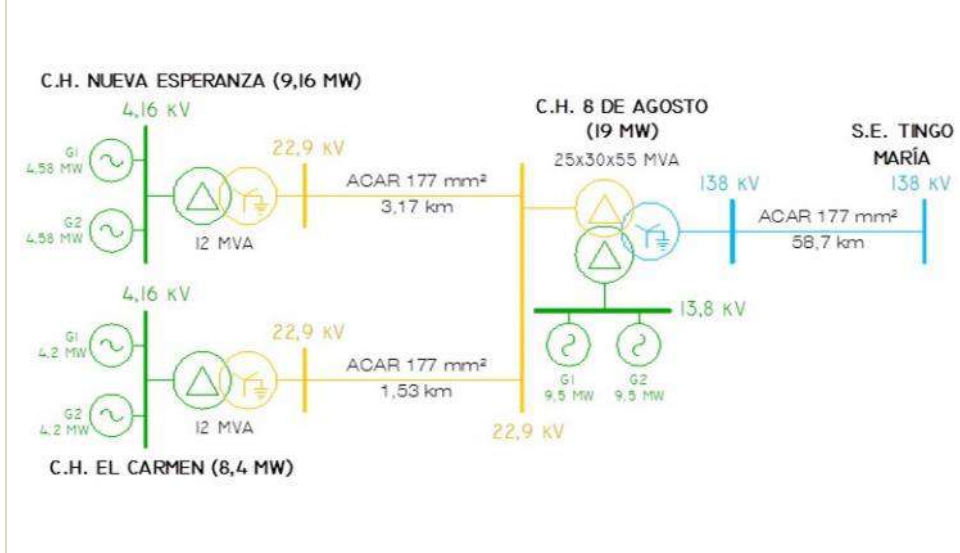 C.H. NUEVA ESPERANZA (9,16 MW)
4,16 KV
G1
4,58 MW
G2
4,58 MW
12 MVA
22,9 KV
ACAR 177 mm²
3,17 km
C.H. 8 DE AGOSTO
(19 MW)
25x30x55 MVA
138 KV
ACAR 177 mm²
58,7 km
S.E. TINGO
MARÍA
138 KV
13,8 KV
G1
9,5 MW
G2
9,5 MW
4,16 KV
G1
4,2 MW
G2
4,2 MW
12 MVA
22,9 KV
ACAR 177 mm²
1,53 km
22,9 KV
C.H. EL CARMEN (8,4 MW)